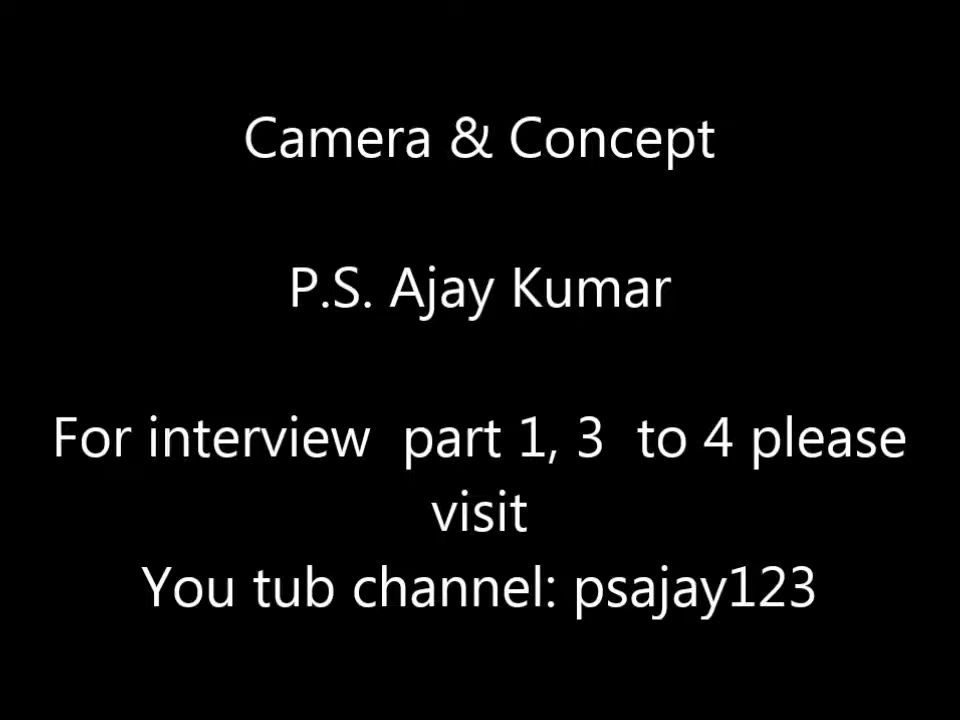 Camera & Concept
P.S. Ajay Kumar
For interview  part 1, 3  to 4 please
visit
You tub channel: psajay123